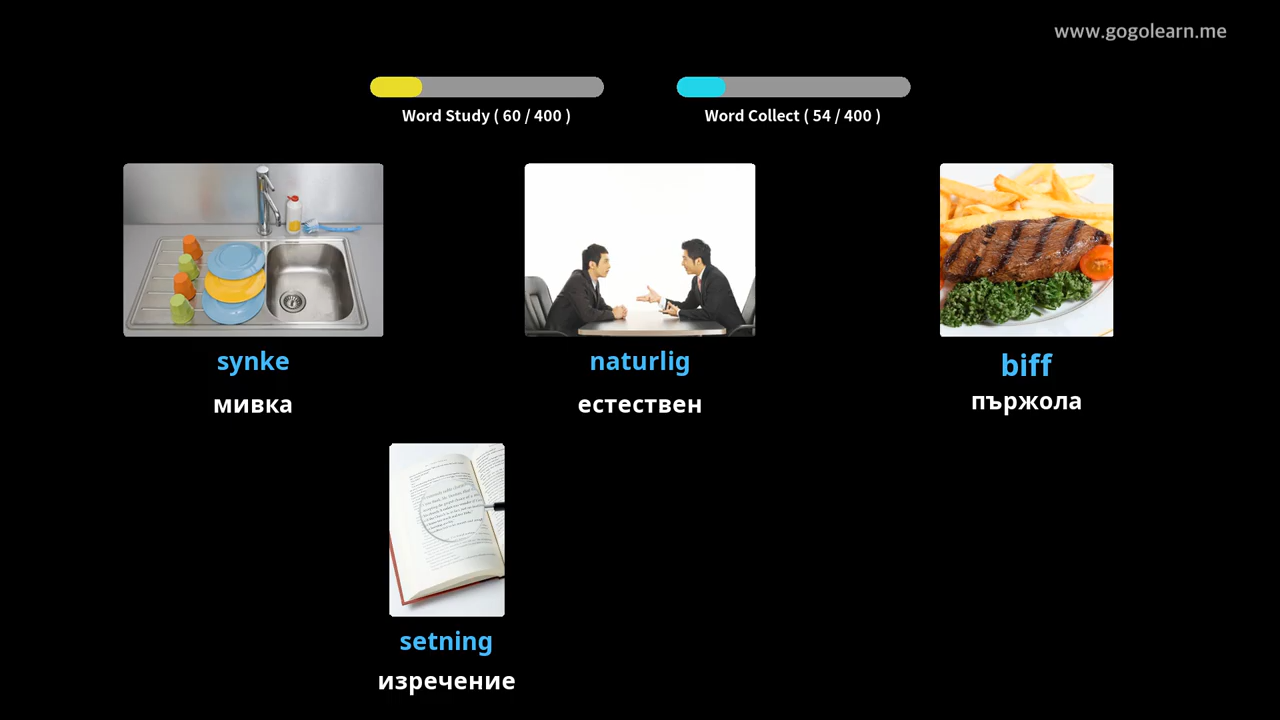 www.gogolearn.me
Word Study ( 60 / 400 )
Word Collect ( 54 / 400 )
synke
naturlig
biff
мивка
естествен
пържола
setning
изречение